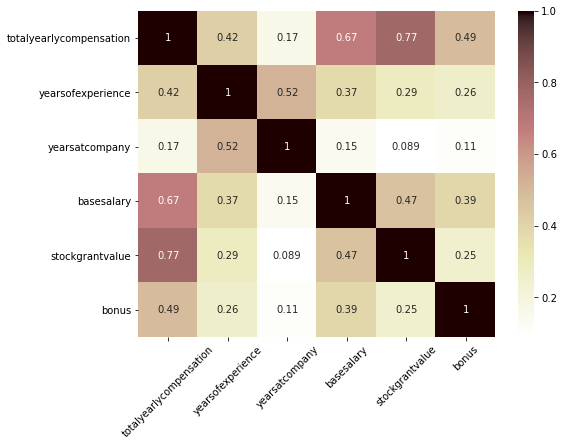 totalyearlycompensation 1 0.42 0.17 0.67 0.77 0.49
yearsofexperience 0.42 1 0.52 0.37 0.29 0.26
yearsatcompany 0.17 0.52 1 0.15 0.089 0.11
basesalary 0.67 0.37 0.15 1 0.47 0.39
stockgrantvalue 0.77 0.29 0.089 0.47 1 0.25
bonus 0.49 0.26 0.11 0.39 0.25 1
totalyearlycompensation
yearsofexperience
yearsatcompany
basesalary
stockgrantvalue
bonus
1.0
0.8
0.6
0.4
0.2